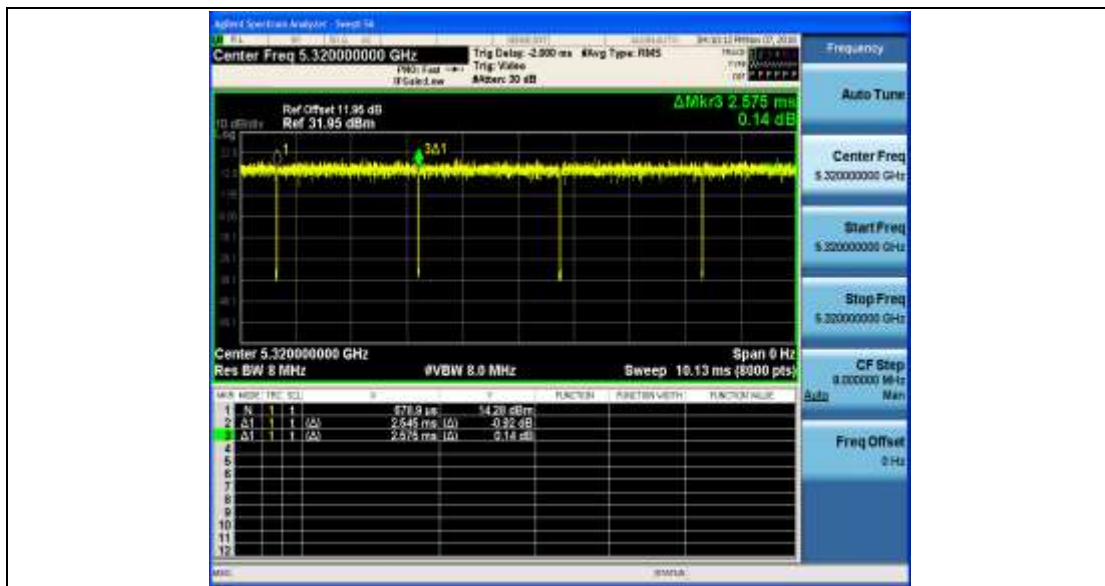 Agilent Spectrum Analyzer - Swept SA
Center Freq 5.320000000 GHz
PNO: Fast
IFGain:Low
Trig Delay: -2.000 ms
Trig: Video
#Atten: 30 dB
#Avg Type: RMS
TRACE
TYPE
DET
Frequency
Auto Tune
Center Freq
5.320000000 GHz
Start Freq
5.320000000 GHz
Stop Freq
5.320000000 GHz
CF Step
8.000000 MHz
Auto Man
Freq Offset
0 Hz
ΔMkr3 2.575 ms
0.14 dB
Ref Offset 11.95 dB
10 dB/div Ref 31.95 dBm
Log
1
3Δ1
Center 5.320000000 GHz Span 0 Hz
Res BW 8 MHz #VBW 8.0 MHz Sweep 10.13 ms (8000 pts)
MKR MODE TRC SCL X Y FUNCTION FUNCTION WIDTH FUNCTION VALUE
1 N 1 t 678.9 µs 14.28 dBm
2 Δ1 1 t (Δ) 2.545 ms (Δ) -0.92 dB
3 Δ1 1 t (Δ) 2.575 ms (Δ) 0.14 dB
4
5
6
7
8
9
10
11
12
MSG STATUS